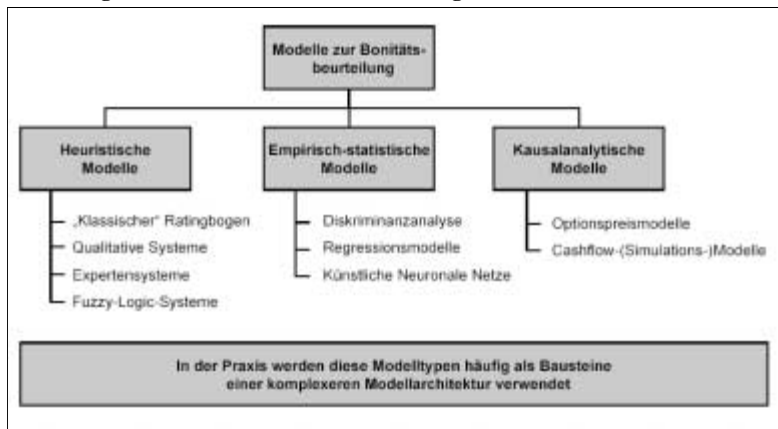 Modelle zur Bonitäts-
beurteilung
Heuristische
Modelle
Empirisch-statistische
Modelle
Kausalanalytische
Modelle
„Klassischer“ Ratingbogen
Qualitative Systeme
Expertensysteme
Fuzzy-Logic-Systeme
Diskriminanzanalyse
Regressionsmodelle
Künstliche Neuronale Netze
Optionspreismodelle
Cashflow-(Simulations-)Modelle
In der Praxis werden diese Modelltypen häufig als Bausteine
einer komplexeren Modellarchitektur verwendet